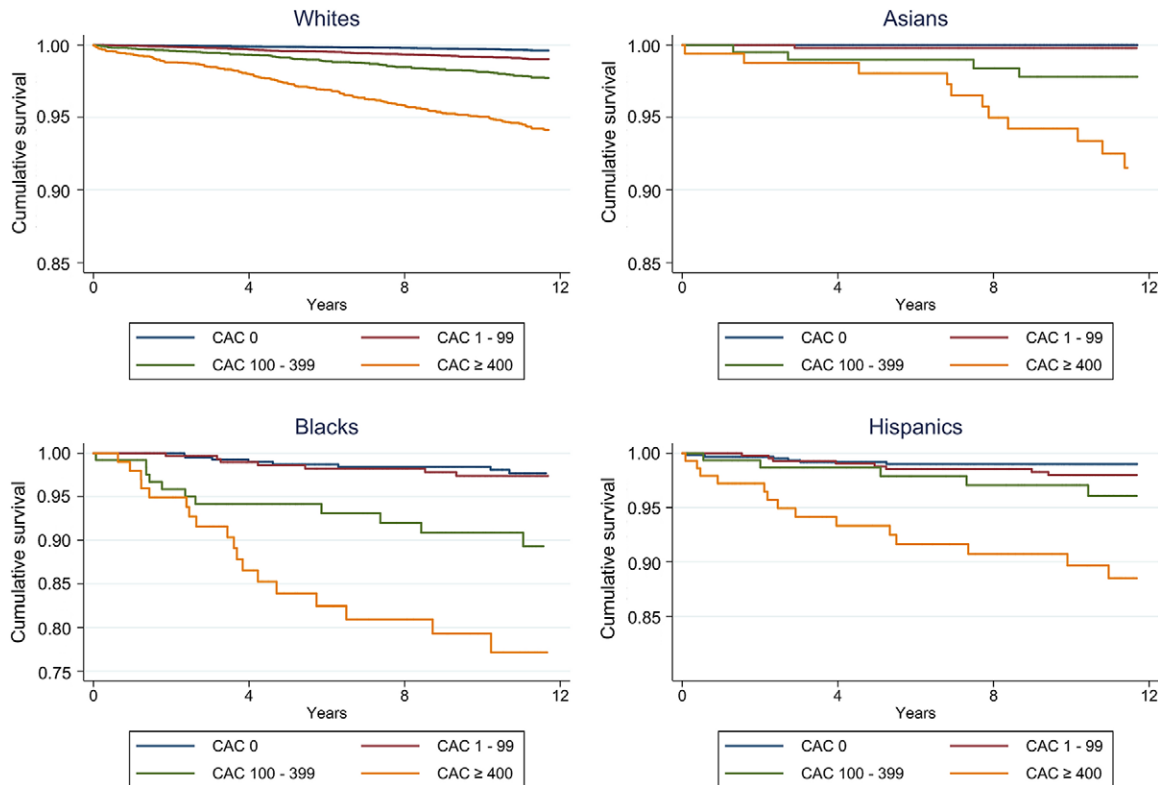 Whites
Cumulative survival
1.00
0.95
0.90
0.85
0 4 8 12
Years
CAC 0 CAC 1 - 99
CAC 100 - 399 CAC ≥ 400
Asians
Cumulative survival
1.00
0.95
0.90
0.85
0 4 8 12
Years
CAC 0 CAC 1 - 99
CAC 100 - 399 CAC ≥ 400
Blacks
Cumulative survival
1.00
0.95
0.90
0.85
0.80
0.75
0 4 8 12
Years
CAC 0 CAC 1 - 99
CAC 100 - 399 CAC ≥ 400
Hispanics
Cumulative survival
1.00
0.95
0.90
0.85
0 4 8 12
Years
CAC 0 CAC 1 - 99
CAC 100 - 399 CAC ≥ 400